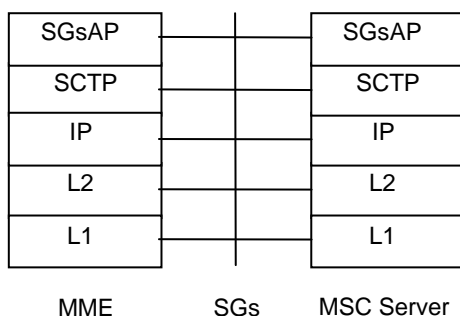 SGsAP SGsAP
SCTP SCTP
IP IP
L2 L2
L1 L1
MME SGs MSC Server